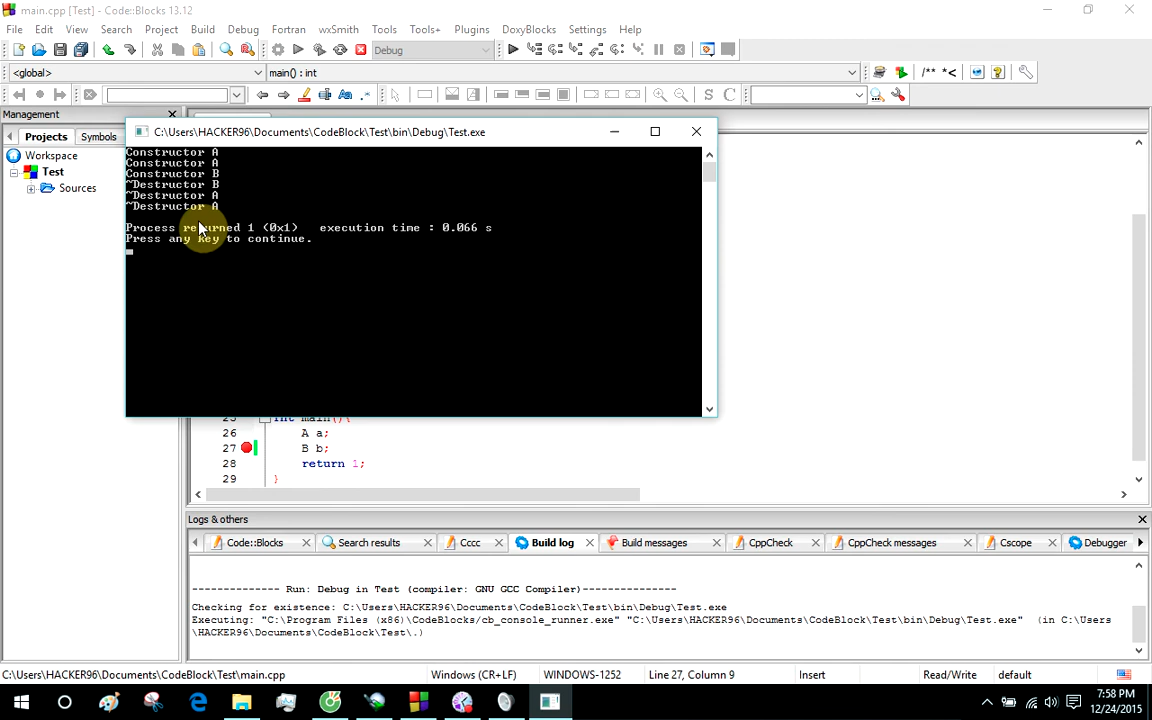 main.cpp [Test] - Code::Blocks 13.12
File Edit View Search Project Build Debug Fortran wxSmith Tools Tools+ Plugins DoxyBlocks Settings Help
Debug
<global> main() : int /** *<
Aa .* S C
Management
Projects Symbols
Workspace
Test
Sources
C:\Users\HACKER96\Documents\CodeBlock\Test\bin\Debug\Test.exe
Constructor A
Constructor A
Constructor B
~Destructor B
~Destructor A
~Destructor A
Process returned 1 (0x1) execution time : 0.066 s
Press any key to continue.
25 int main(){
26 A a;
27 B b;
28 return 1;
29 }
Logs & others
Code::Blocks Search results Cccc Build log Build messages CppCheck CppCheck messages Cscope Debugger
-------------- Run: Debug in Test (compiler: GNU GCC Compiler)---------------
Checking for existence: C:\Users\HACKER96\Documents\CodeBlock\Test\bin\Debug\Test.exe
Executing: "C:\Program Files (x86)\CodeBlocks/cb_console_runner.exe" "C:\Users\HACKER96\Documents\CodeBlock\Test\bin\Debug\Test.exe" (in C:\Users
\HACKER96\Documents\CodeBlock\Test\.)
C:\Users\HACKER96\Documents\CodeBlock\Test\main.cpp Windows (CR+LF) WINDOWS-1252 Line 27, Column 9 Insert Read/Write default
7:58 PM
12/24/2015